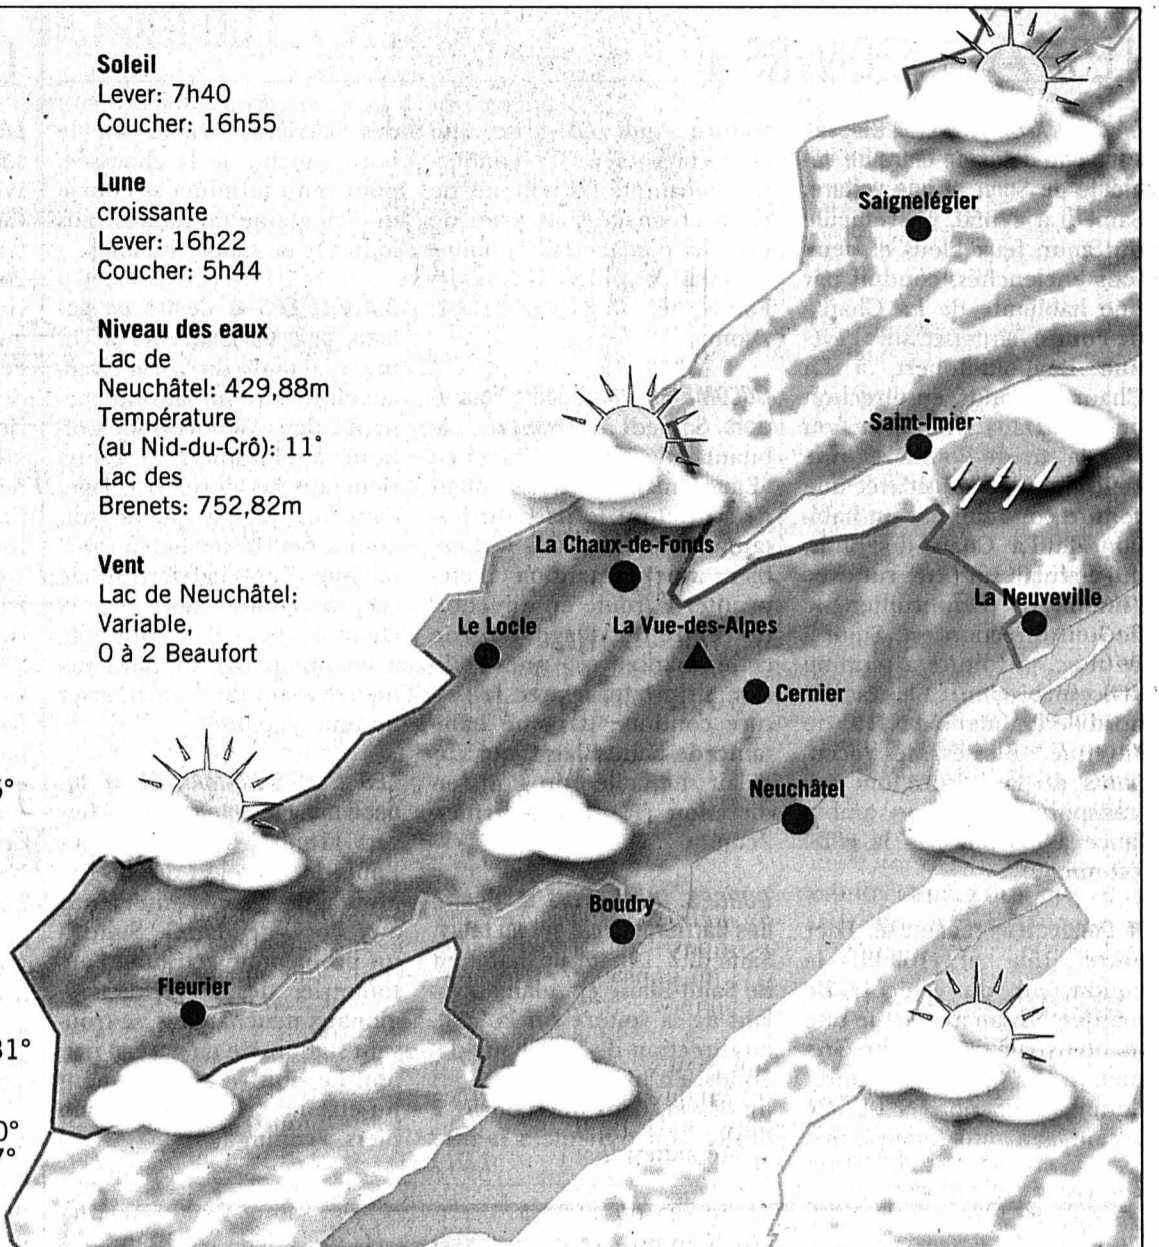 Soleil
Lever: 7h40
Coucher: 16h55
Lune
croissante
Lever: 16h22
Coucher: 5h44
Niveau des eaux
Lac de
Neuchâtel: 429,88m
Température
(au Nid-du-Crô): 11°
Lac des
Brenets: 752,82m
Vent
Lac de Neuchâtel:
Variable,
0 à 2 Beaufort
Saignelégier
Saint-Imier
La Chaux-de-Fonds
La Neuveville
Le Locle
La Vue-des-Alpes
Cernier
Neuchâtel
Boudry
Fleurier